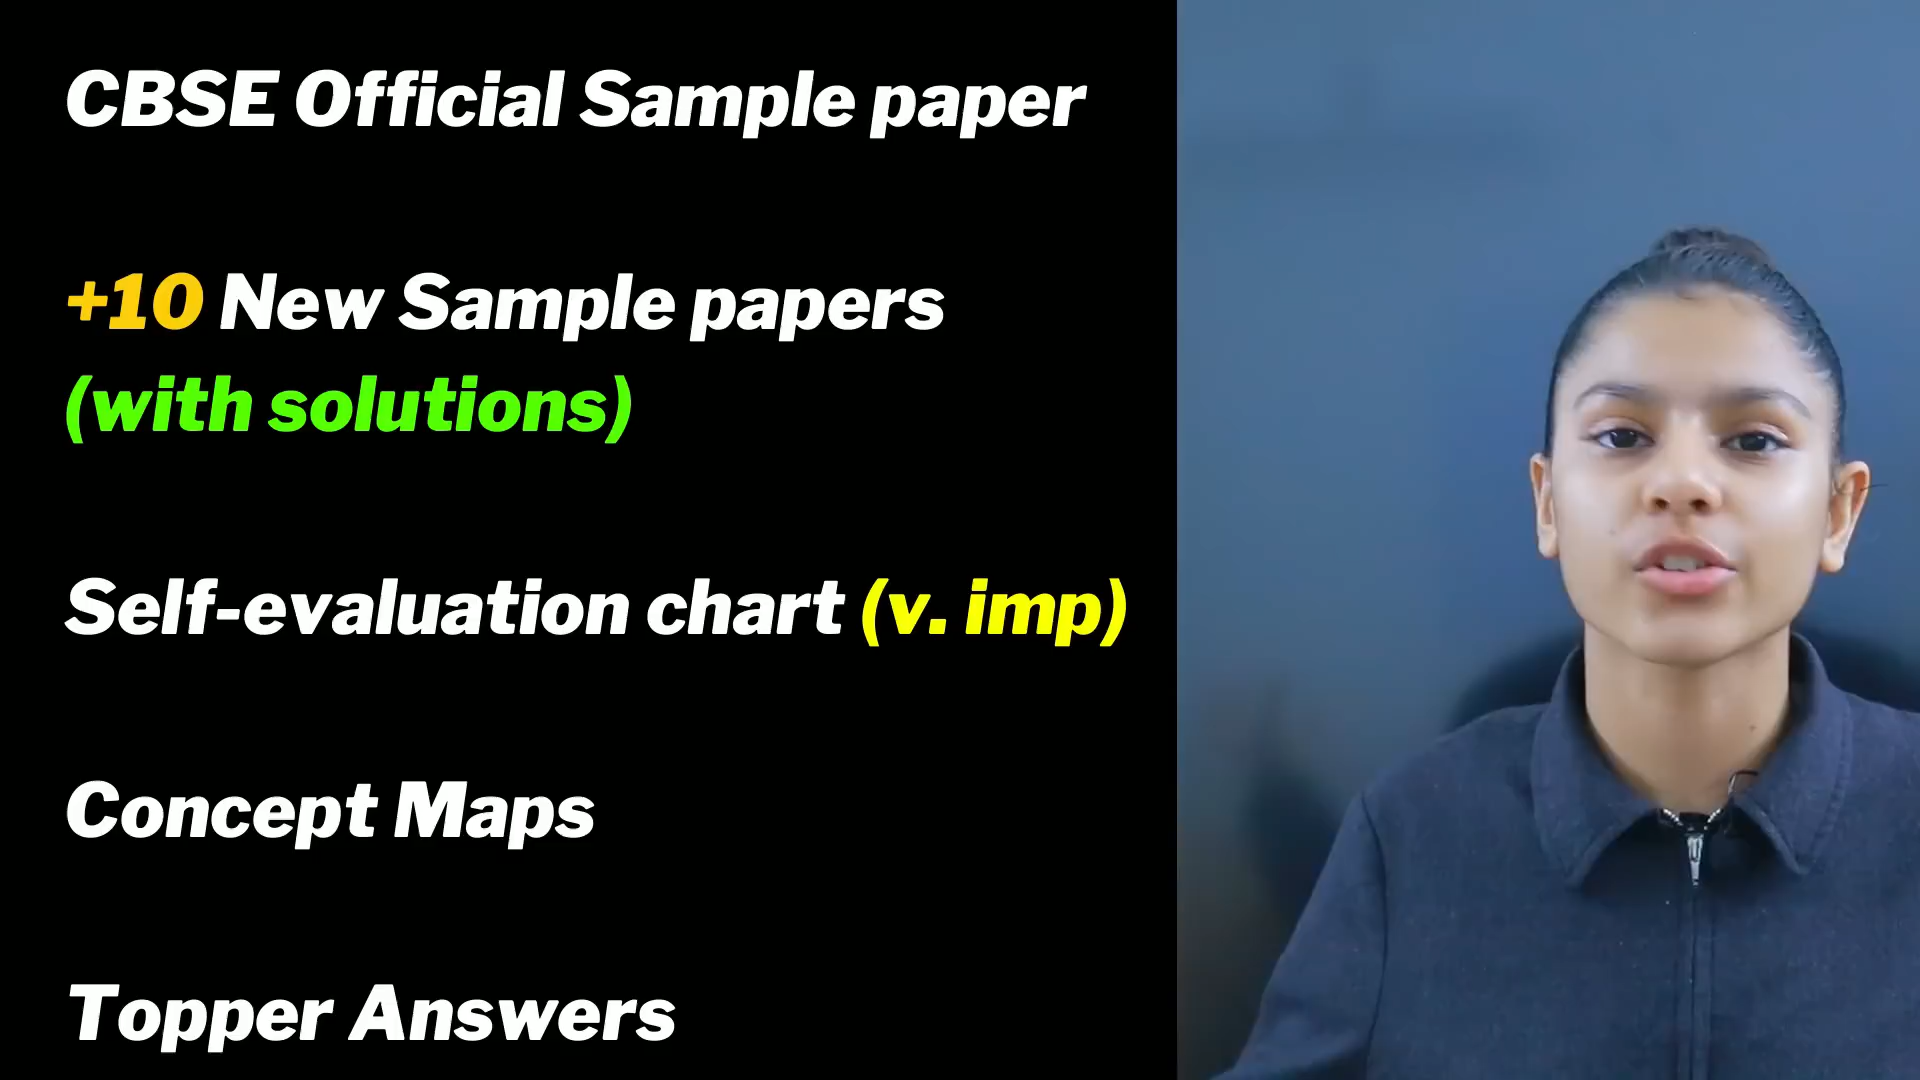 CBSE Official Sample paper
+10 New Sample papers
(with solutions)
Self-evaluation chart (v. imp)
Concept Maps
Topper Answers